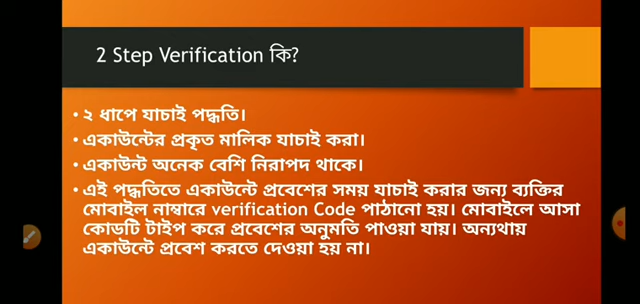 2 Step Verification কি?
• ২ ধাপে যাচাই পদ্ধতি।
• একাউন্টের প্রকৃত মালিক যাচাই করা।
• একাউন্ট অনেক বেশি নিরাপদ থাকে।
• এই পদ্ধতিতে একাউন্টে প্রবেশের সময় যাচাই করার জন্য ব্যক্তির
মোবাইল নাম্বারে verification Code পাঠানো হয়। মোবাইলে আসা
কোডটি টাইপ করে প্রবেশের অনুমতি পাওয়া যায়। অন্যথায়
একাউন্টে প্রবেশ করতে দেওয়া হয় না।